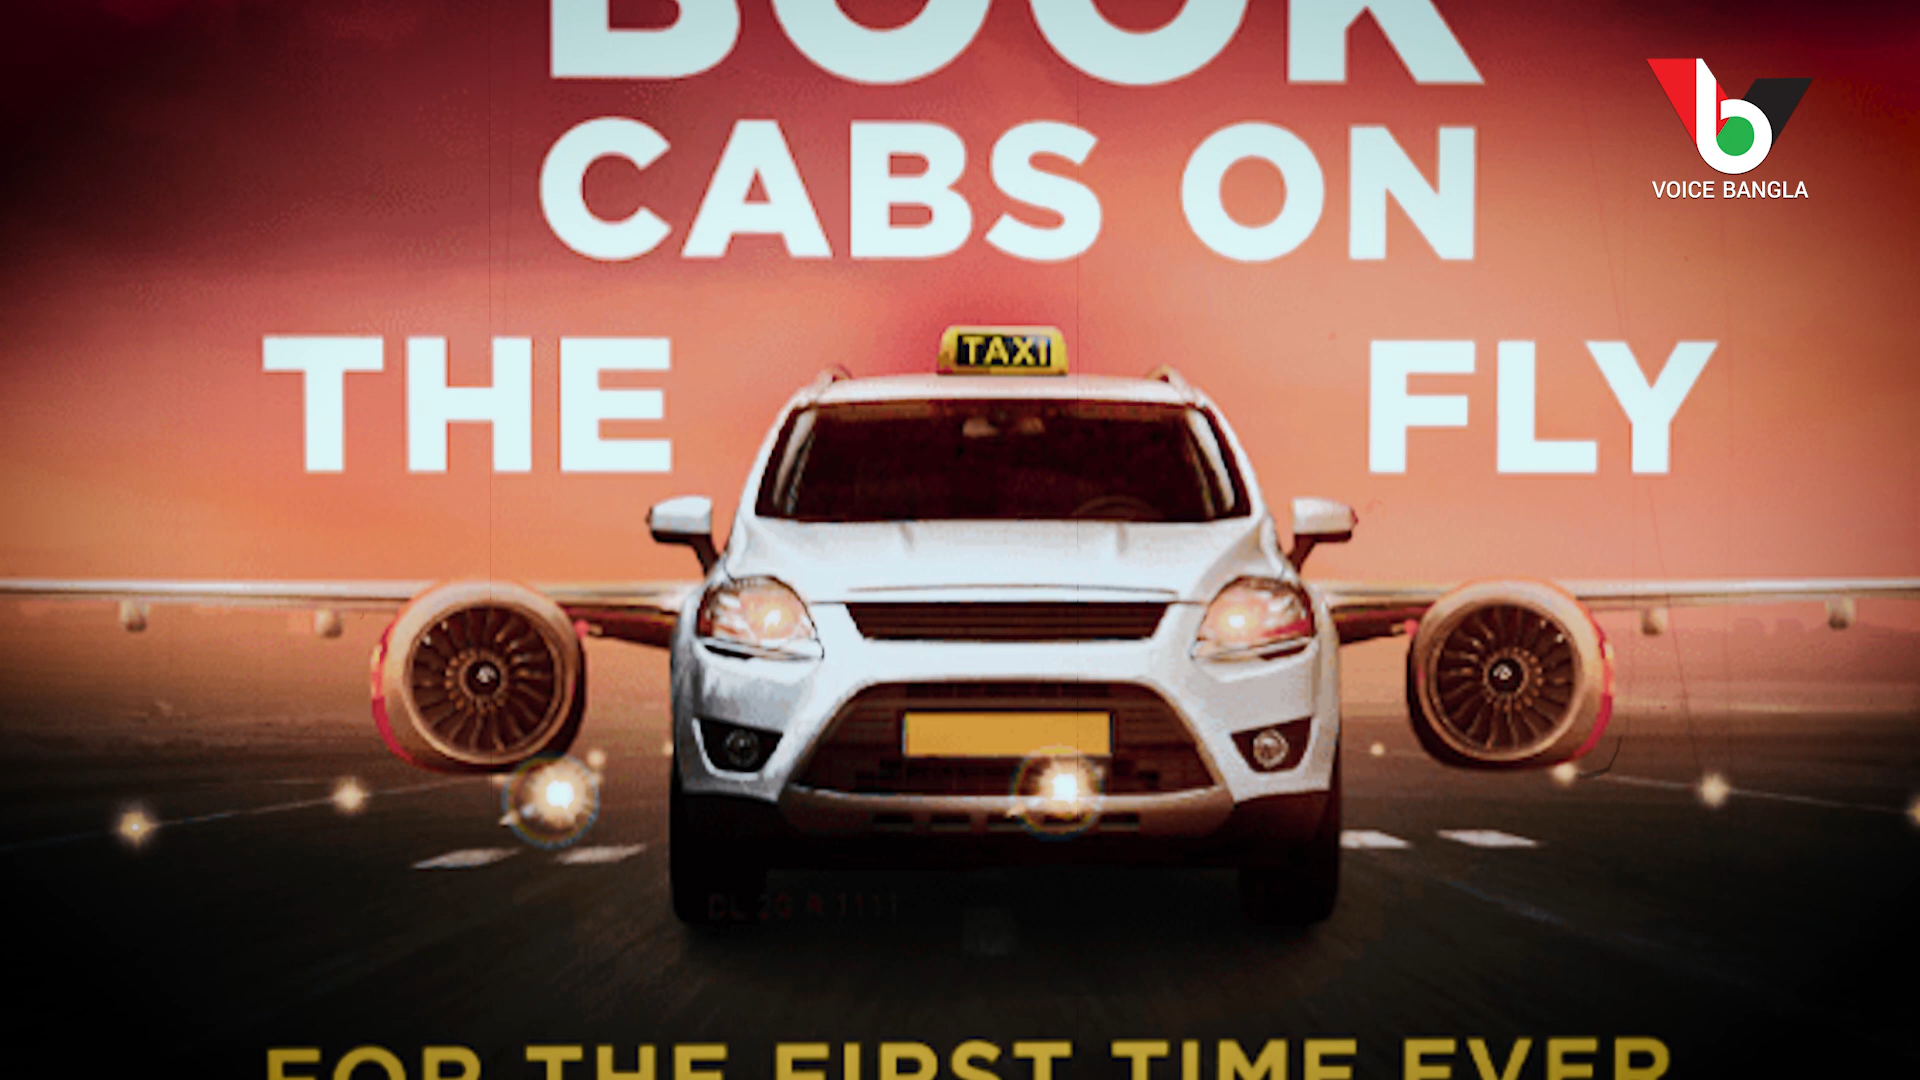 BOOK
CABS ON
THE FLY
TAXI
FOR THE FIRST TIME EVER
VOICE BANGLA